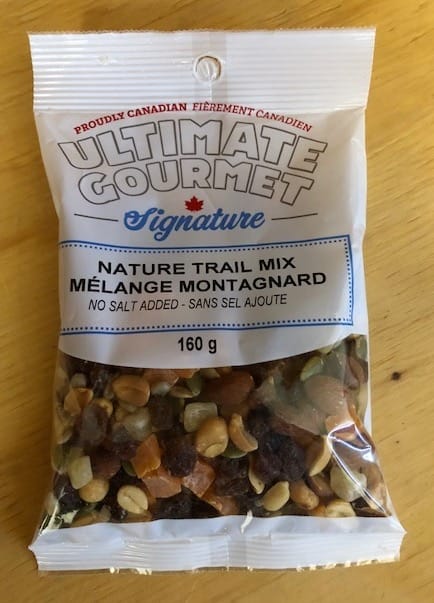 PROUDLY CANADIAN FIÈREMENT CANADIEN
ULTIMATE
GOURMET
Signature
NATURE TRAIL MIX
MÉLANGE MONTAGNARD
NO SALT ADDED - SANS SEL AJOUTE
160 g